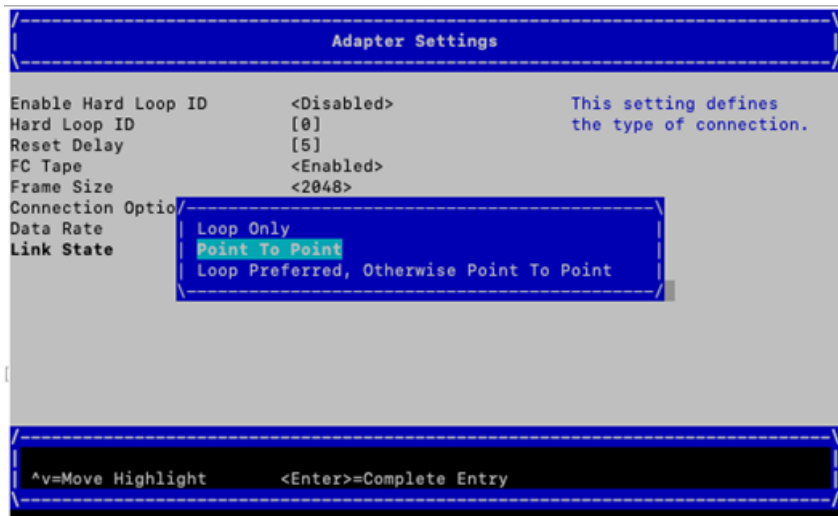 Adapter Settings
Enable Hard Loop ID <Disabled> This setting defines
Hard Loop ID [0] the type of connection.
Reset Delay [5]
FC Tape <Enabled>
Frame Size <2048>
Connection Optio
Data Rate Loop Only
Link State Point To Point
Loop Preferred, Otherwise Point To Point
^v=Move Highlight <Enter>=Complete Entry